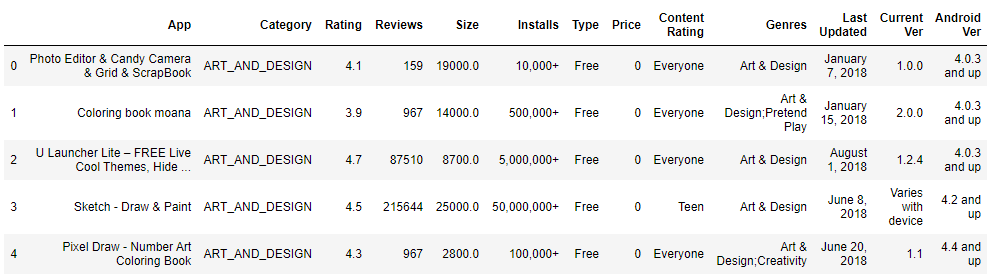 App Category Rating Reviews Size Installs Type Price Content Rating Genres Last Updated Current Ver Android Ver
0 Photo Editor & Candy Camera & Grid & ScrapBook ART_AND_DESIGN 4.1 159 19000.0 10,000+ Free 0 Everyone Art & Design January 7, 2018 1.0.0 4.0.3 and up
1 Coloring book moana ART_AND_DESIGN 3.9 967 14000.0 500,000+ Free 0 Everyone Art & Design;Pretend Play January 15, 2018 2.0.0 4.0.3 and up
2 U Launcher Lite – FREE Live Cool Themes, Hide ... ART_AND_DESIGN 4.7 87510 8700.0 5,000,000+ Free 0 Everyone Art & Design August 1, 2018 1.2.4 4.0.3 and up
3 Sketch - Draw & Paint ART_AND_DESIGN 4.5 215644 25000.0 50,000,000+ Free 0 Teen Art & Design June 8, 2018 Varies with device 4.2 and up
4 Pixel Draw - Number Art Coloring Book ART_AND_DESIGN 4.3 967 2800.0 100,000+ Free 0 Everyone Art & Design;Creativity June 20, 2018 1.1 4.4 and up